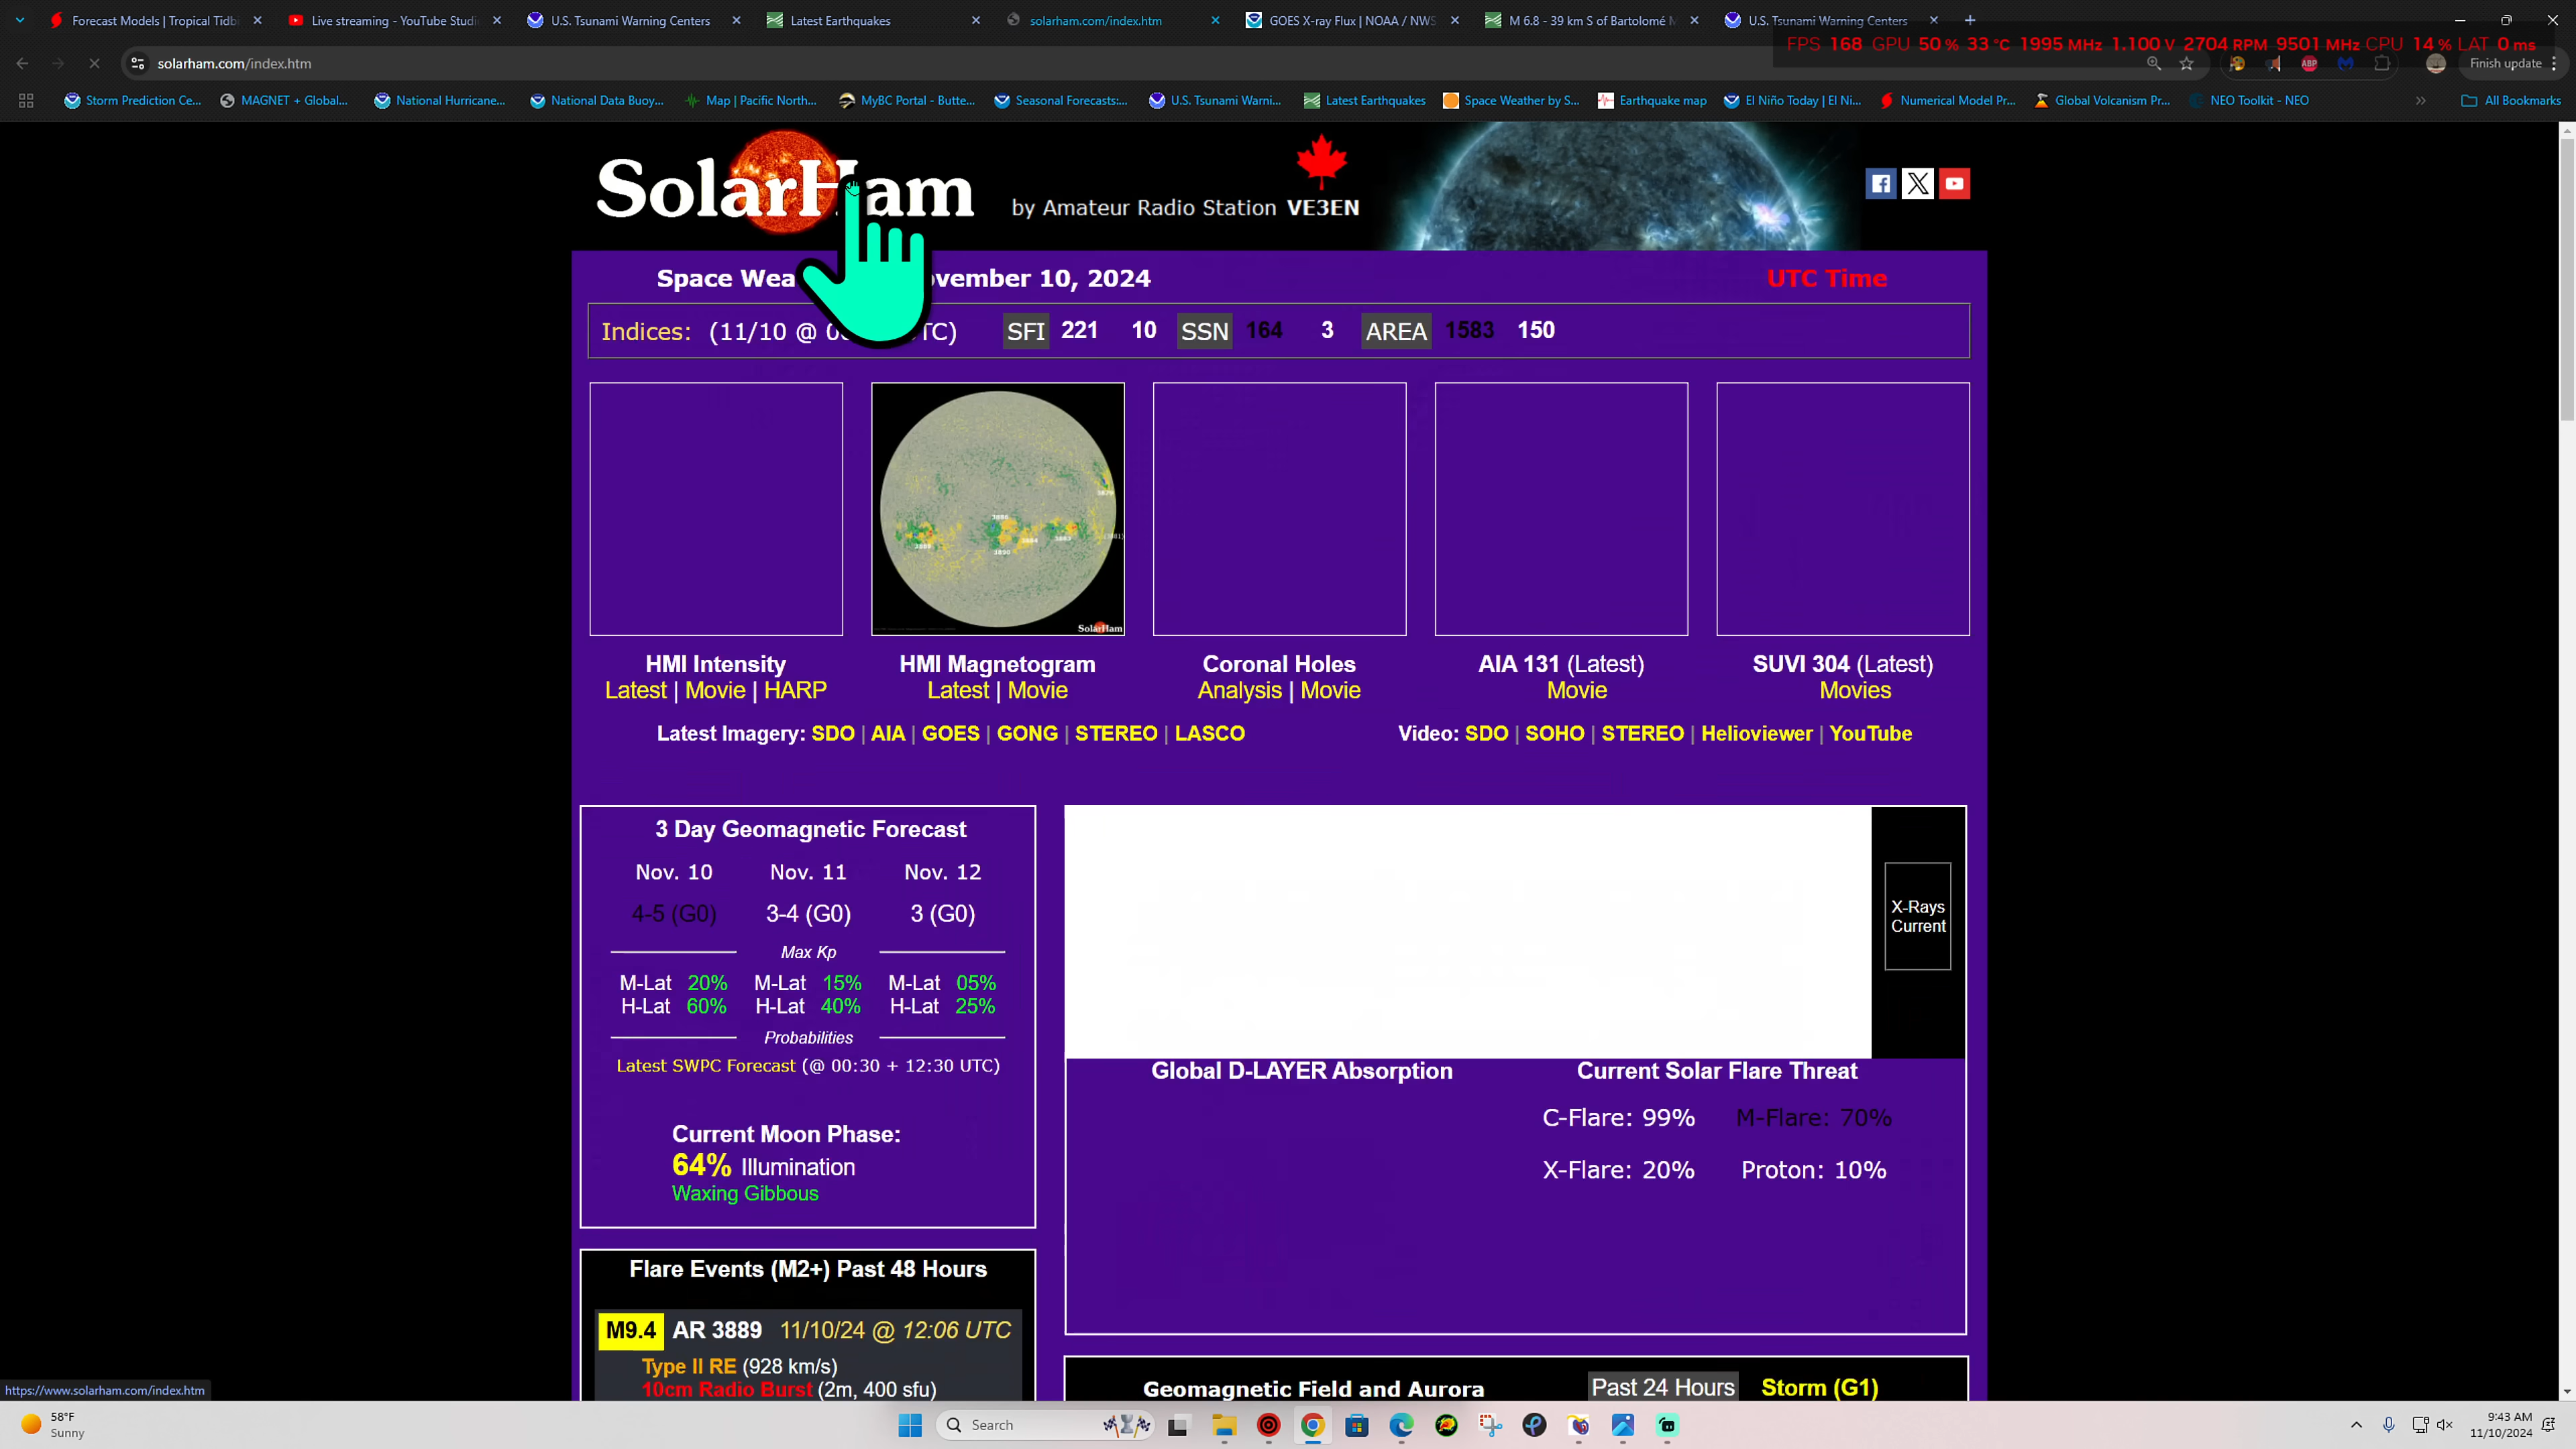 Forecast Models | Tropical Tidbi
Live streaming - YouTube Studi
U.S. Tsunami Warning Centers
Latest Earthquakes
solarham.com/index.htm
GOES X-ray Flux | NOAA / NWS
M 6.8 - 39 km S of Bartolomé M
U.S. Tsunami Warning Centers
FPS 168 GPU 50 % 33 °C 1995 MHz 1.100 V 2704 RPM 9501 MHz CPU 14 % LAT 0 ms
solarham.com/index.htm
ABP
Finish update
Storm Prediction Ce...
MAGNET + Global...
National Hurricane...
National Data Buoy...
Map | Pacific North...
MyBC Portal - Butte...
Seasonal Forecasts:...
U.S. Tsunami Warni...
Latest Earthquakes
Space Weather by S...
Earthquake map
El Niño Today | El Ni...
Numerical Model Pr...
Global Volcanism Pr...
NEO Toolkit - NEO
All Bookmarks
SolarHam
by Amateur Radio Station VE3EN
Space Wea ovember 10, 2024
UTC Time
Indices: (11/10 @ 0 TC) SFI 221 10 SSN 164 3 AREA 1583 150
SolarHam
HMI Intensity
Latest | Movie | HARP
HMI Magnetogram
Latest | Movie
Coronal Holes
Analysis | Movie
AIA 131 (Latest)
Movie
SUVI 304 (Latest)
Movies
Latest Imagery: SDO | AIA | GOES | GONG | STEREO | LASCO
Video: SDO | SOHO | STEREO | Helioviewer | YouTube
3 Day Geomagnetic Forecast
Nov. 10 Nov. 11 Nov. 12
4-5 (G0) 3-4 (G0) 3 (G0)
Max Kp
M-Lat 20% M-Lat 15% M-Lat 05%
H-Lat 60% H-Lat 40% H-Lat 25%
Probabilities
Latest SWPC Forecast (@ 00:30 + 12:30 UTC)
Current Moon Phase:
64% Illumination
Waxing Gibbous
X-Rays
Current
Global D-LAYER Absorption
Current Solar Flare Threat
C-Flare: 99% M-Flare: 70%
X-Flare: 20% Proton: 10%
Flare Events (M2+) Past 48 Hours
M9.4 AR 3889 11/10/24 @ 12:06 UTC
Type II RE (928 km/s)
10cm Radio Burst (2m, 400 sfu)
Geomagnetic Field and Aurora
Past 24 Hours Storm (G1)
https://www.solarham.com/index.htm
58°F
Sunny
Search
9:43 AM
11/10/2024